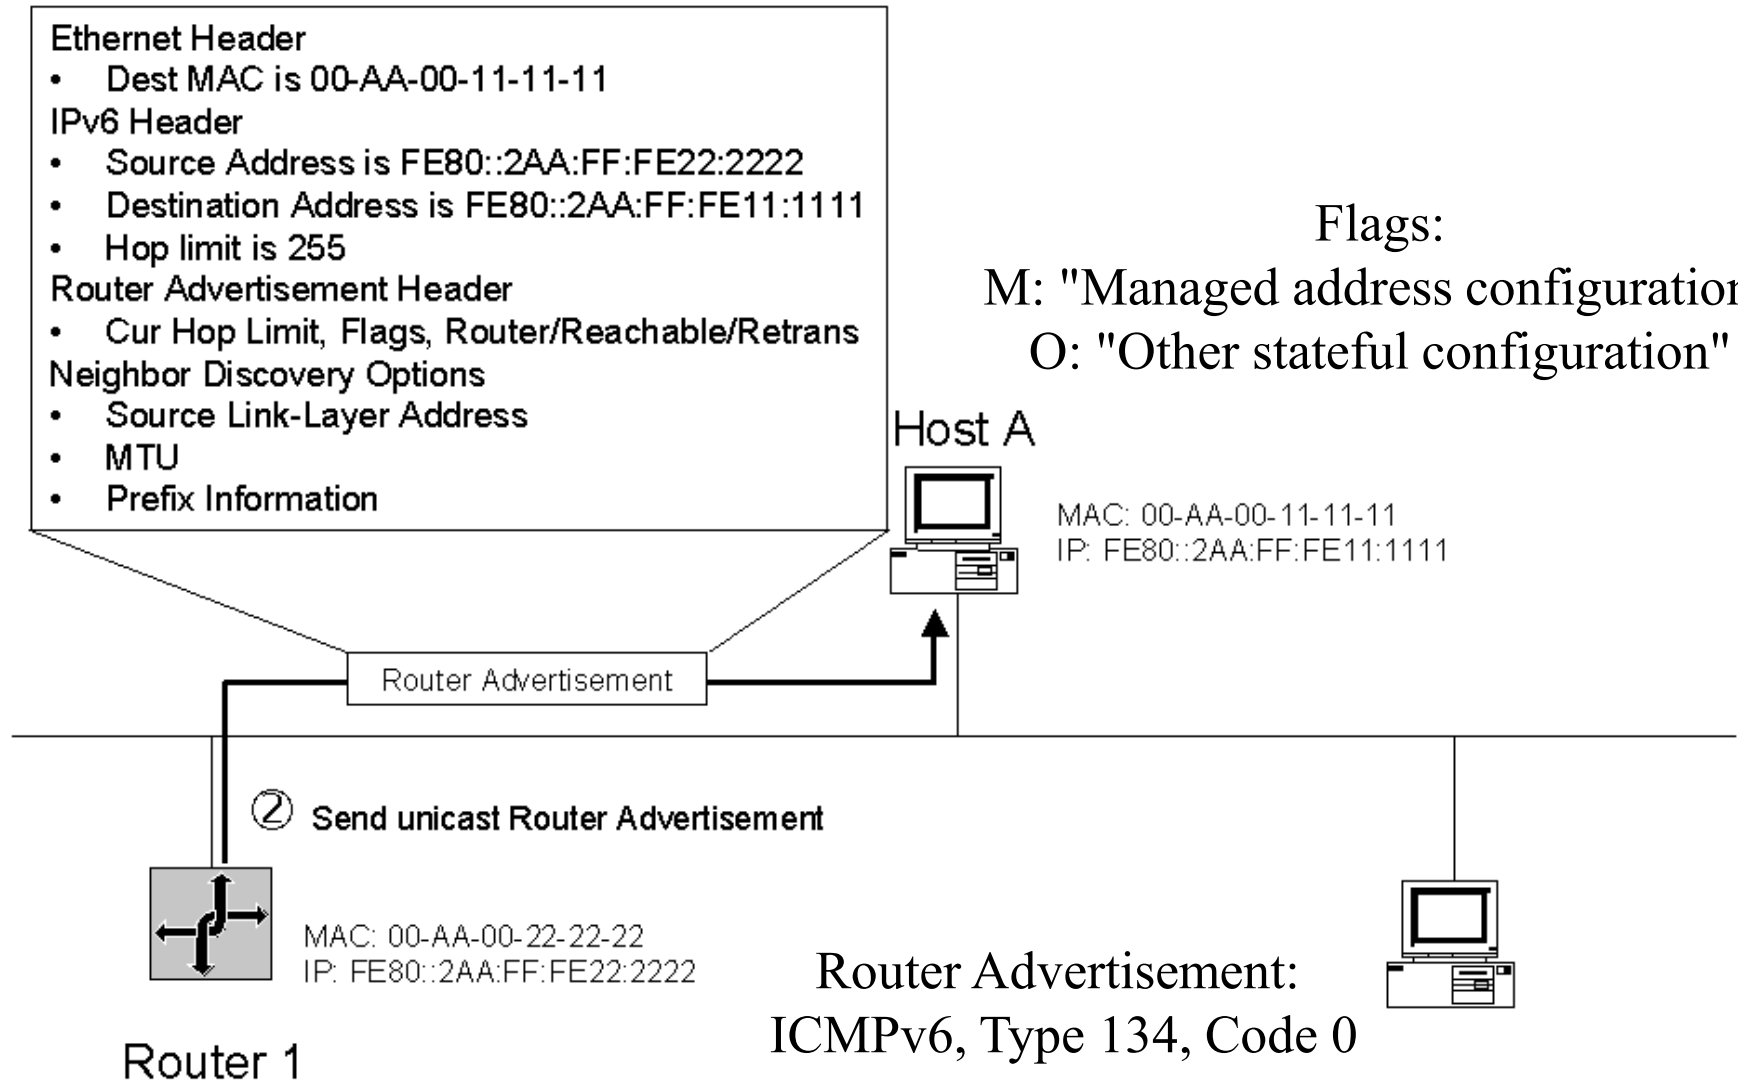 Ethernet Header
• Dest MAC is 00-AA-00-11-11-11
IPv6 Header
• Source Address is FE80::2AA:FF:FE22:2222
• Destination Address is FE80::2AA:FF:FE11:1111
• Hop limit is 255
Router Advertisement Header
• Cur Hop Limit, Flags, Router/Reachable/Retrans
Neighbor Discovery Options
• Source Link-Layer Address
• MTU
• Prefix Information
Flags:
M: "Managed address configuration
O: "Other stateful configuration"
Host A
MAC: 00-AA-00-11-11-11
IP: FE80::2AA:FF:FE11:1111
Router Advertisement
② Send unicast Router Advertisement
MAC: 00-AA-00-22-22-22
IP: FE80::2AA:FF:FE22:2222
Router 1
Router Advertisement:
ICMPv6, Type 134, Code 0